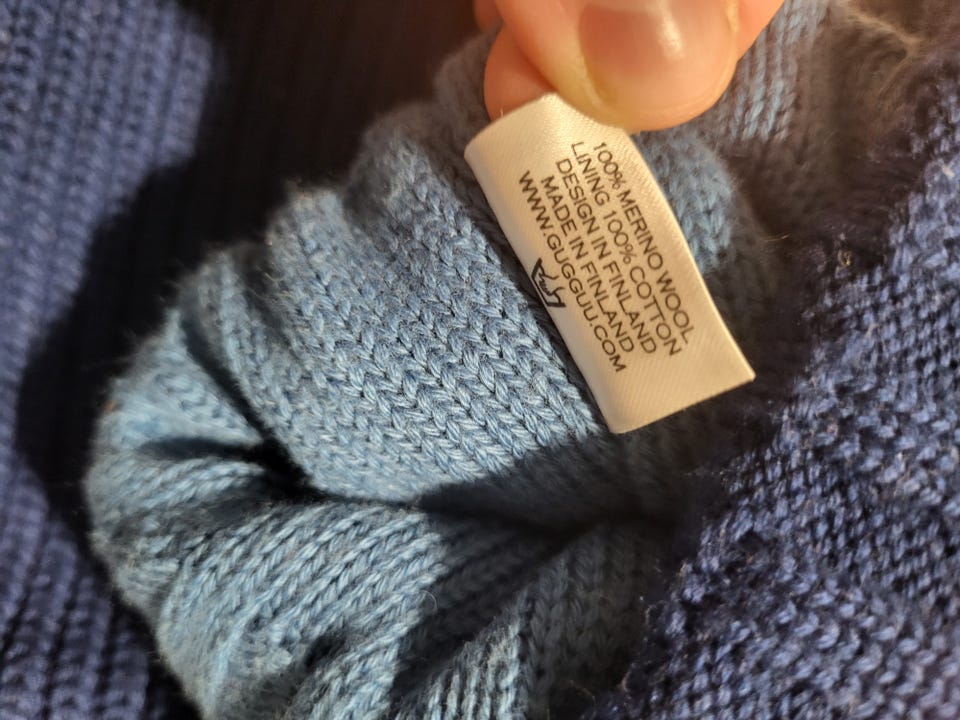 100% MERINO WOOL
LINING 100% COTTON
DESIGN IN FINLAND
MADE IN FINLAND
WWW.GUGGUU.COM